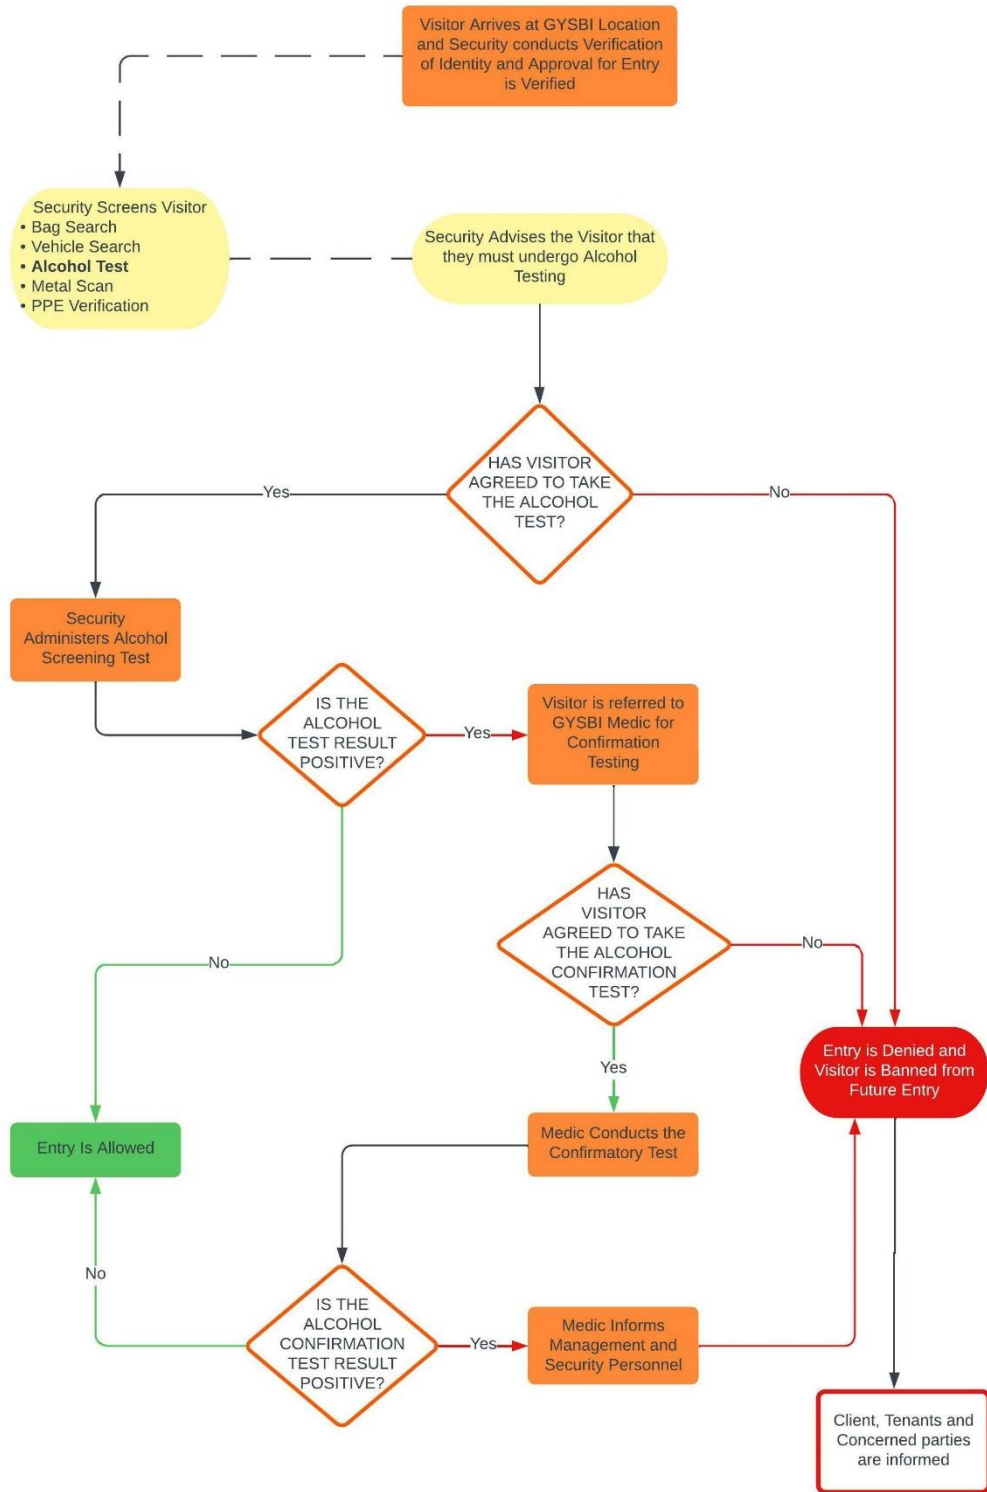 Visitor Arrives at GYSBI Location
and Security conducts Verification
of Identity and Approval for Entry
is Verified
Security Screens Visitor
• Bag Search
• Vehicle Search
• Alcohol Test
• Metal Scan
• PPE Verification
Security Advises the Visitor that
they must undergo Alcohol
Testing
HAS VISITOR
AGREED TO TAKE
THE ALCOHOL
TEST?
Yes
No
Security
Administers Alcohol
Screening Test
IS THE
ALCOHOL
TEST RESULT
POSITIVE?
Yes
Visitor is referred to
GYSBI Medic for
Confirmation
Testing
No
HAS
VISITOR
AGREED TO TAKE
THE ALCOHOL
CONFIRMATION
TEST?
No
Yes
Entry is Denied and
Visitor is Banned from
Future Entry
Entry Is Allowed
Medic Conducts the
Confirmatory Test
No
IS THE
ALCOHOL
CONFIRMATION
TEST RESULT
POSITIVE?
Yes
Medic Informs
Management and
Security Personnel
Client, Tenants and
Concerned parties
are informed